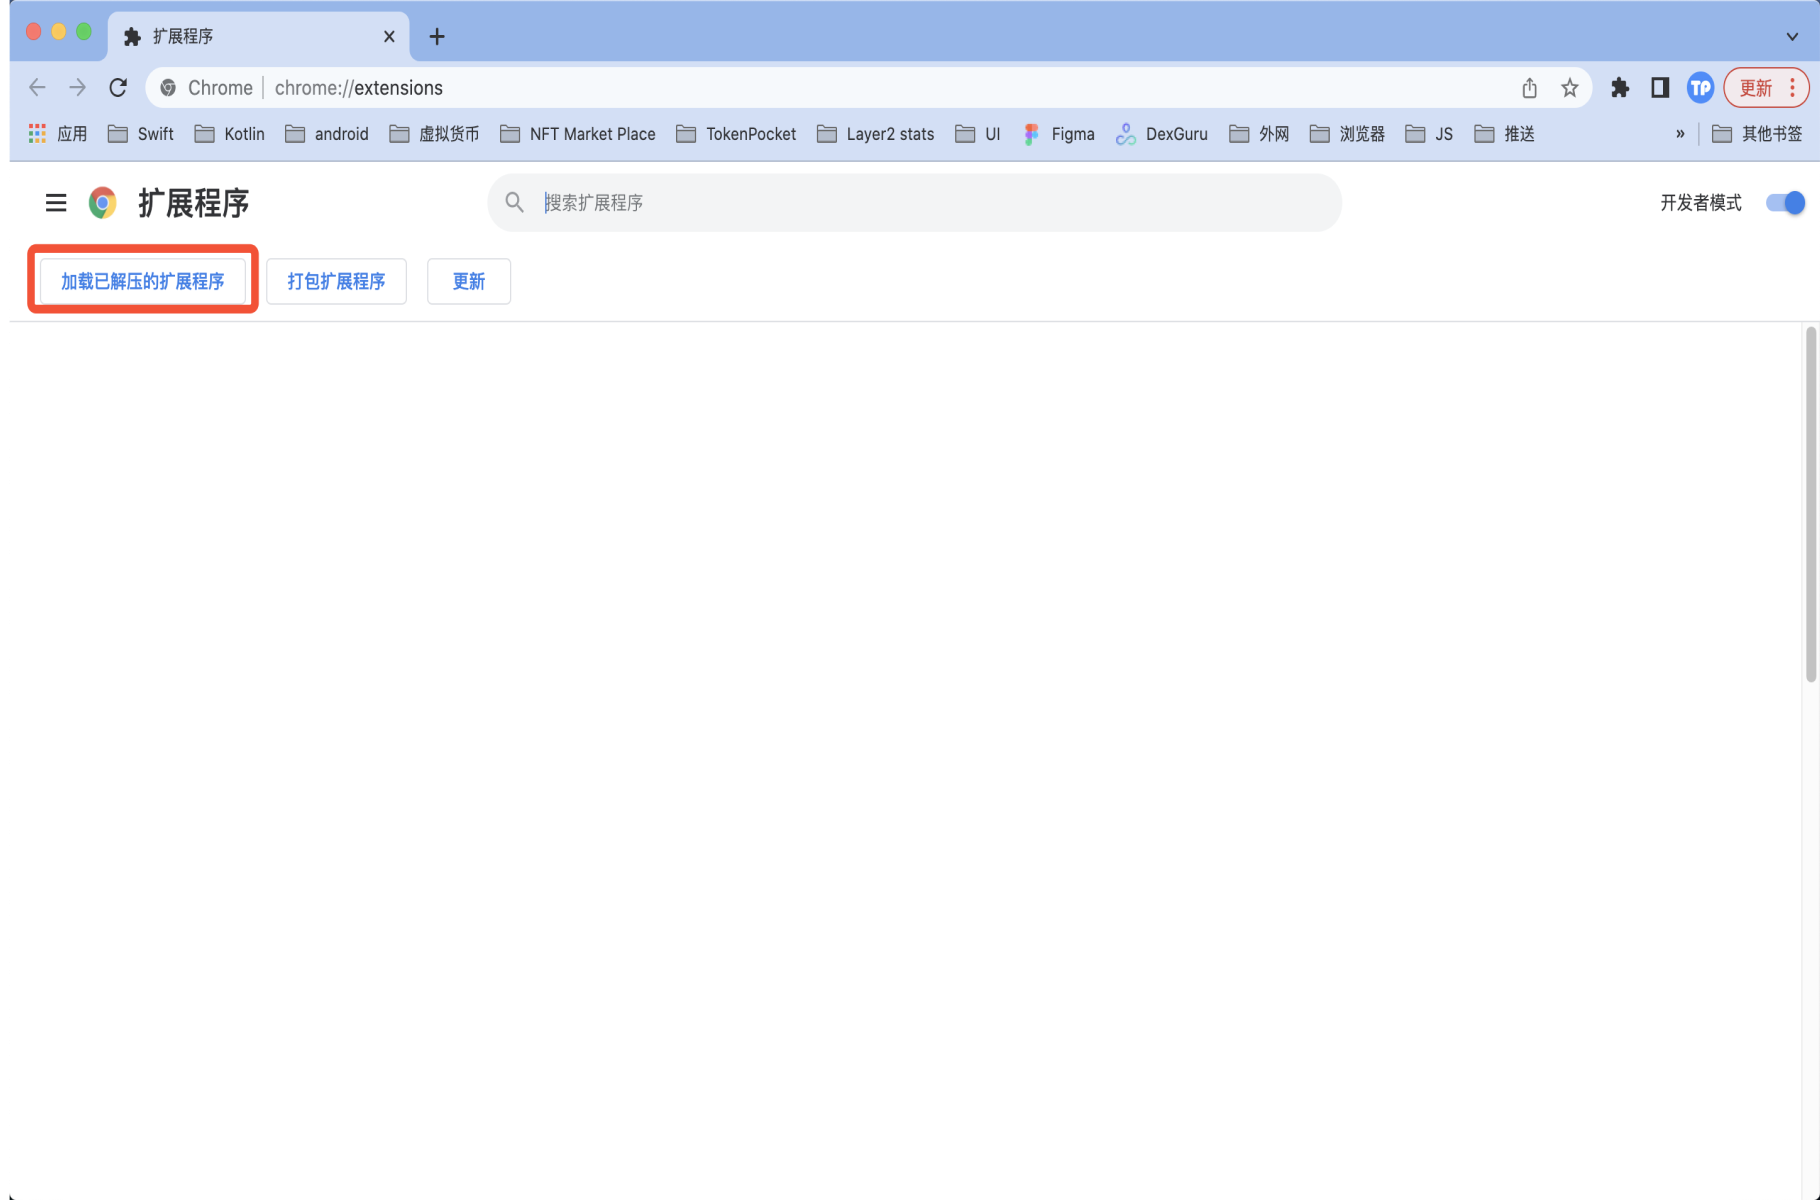 扩展程序
Chrome chrome://extensions
更新
应用 Swift Kotlin android 虚拟货币 NFT Market Place TokenPocket Layer2 stats UI Figma DexGuru 外网 浏览器 JS 推送 » 其他书签
扩展程序 搜索扩展程序 开发者模式
加载已解压的扩展程序 打包扩展程序 更新